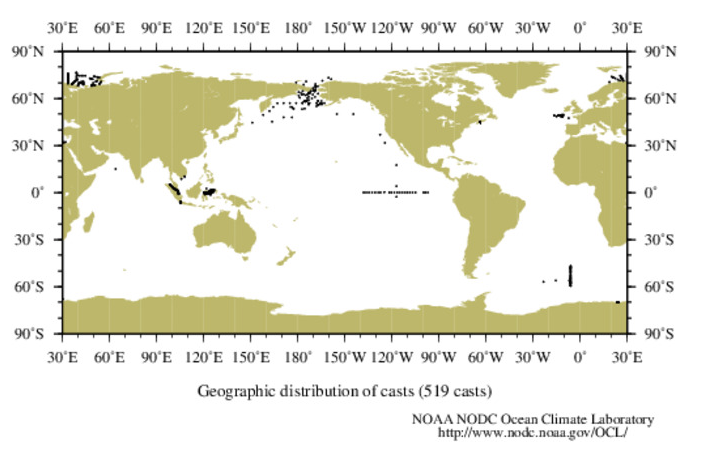 30˚E 60˚E 90˚E 120˚E 150˚E 180˚ 150˚W 120˚W 90˚W 60˚W 30˚W 0˚ 30˚E
90˚N 90˚N
60˚N 60˚N
30˚N 30˚N
0˚ 0˚
30˚S 30˚S
60˚S 60˚S
90˚S 90˚S
30˚E 60˚E 90˚E 120˚E 150˚E 180˚ 150˚W 120˚W 90˚W 60˚W 30˚W 0˚ 30˚E
Geographic distribution of casts (519 casts)
NOAA NODC Ocean Climate Laboratory
http://www.nodc.noaa.gov/OCL/